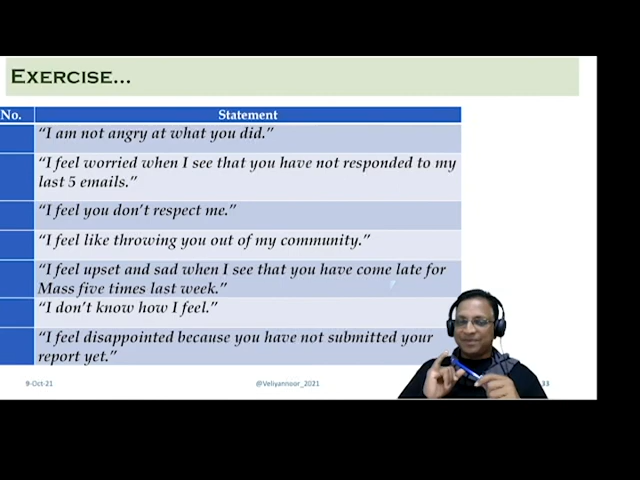 EXERCISE...
No. Statement
“I am not angry at what you did.”
“I feel worried when I see that you have not responded to my
last 5 emails.”
“I feel you don’t respect me.”
“I feel like throwing you out of my community.”
“I feel upset and sad when I see that you have come late for
Mass five times last week.”
“I don’t know how I feel.”
“I feel disappointed because you have not submitted your
report yet.”
9-Oct-21 @Veliyannoor_2021 33